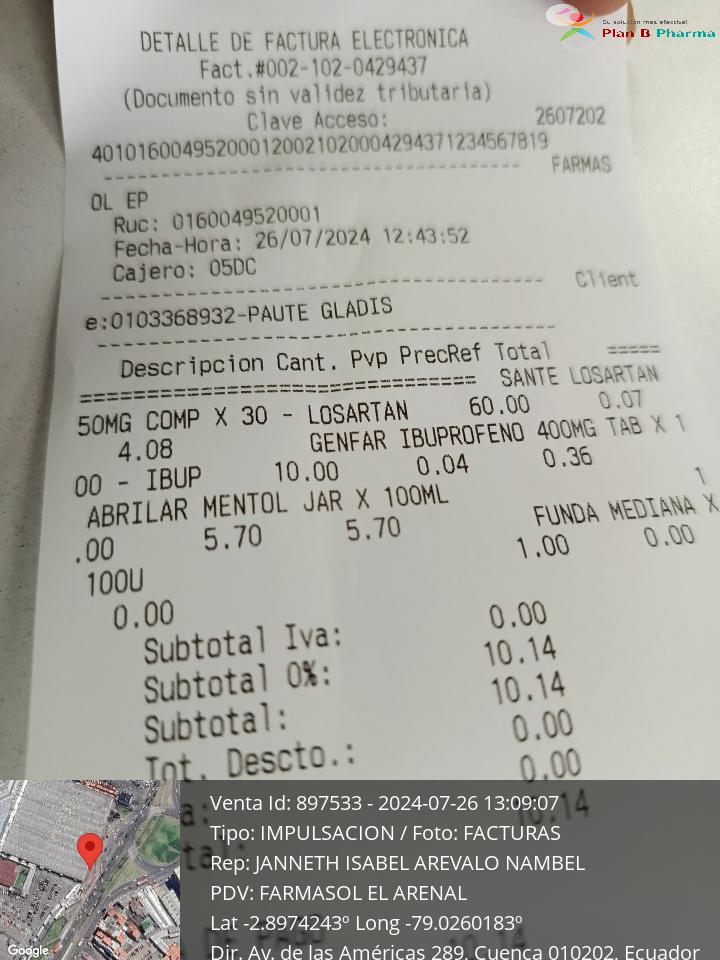 Su solución más efectiva!
Plan B Pharma
DETALLE DE FACTURA ELECTRONICA
Fact.#002-102-0429437
(Documento sin validez tributaria)
Clave Acceso: 2607202
401016004952000120021020004294371234567819
FARMAS
OL EP
Ruc: 0160049520001
Fecha-Hora: 26/07/2024 12:43:52
Cajero: 05DC
Client
e:0103368932-PAUTE GLADIS
Descripcion Cant. Pvp PrecRef Total
SANTE LOSARTAN
50MG COMP X 30 - LOSARTAN 60.00 0.07
4.08 GENFAR IBUPROFENO 400MG TAB X 1
00 - IBUP 10.00 0.04 0.36
ABRILAR MENTOL JAR X 100ML 1
.00 5.70 5.70 FUNDA MEDIANA X
100U 1.00 0.00
0.00
Subtotal Iva: 0.00
Subtotal 0%: 10.14
Subtotal: 10.14
Tot. Descto.: 0.00
a: 0.00
tal: 10.14
Venta Id: 897533 - 2024-07-26 13:09:07
Tipo: IMPULSACION / Foto: FACTURAS
Rep: JANNETH ISABEL AREVALO NAMBEL
PDV: FARMASOL EL ARENAL
Lat -2.8974243º Long -79.0260183º
Dir. Av. de las Américas 289, Cuenca 010202, Ecuador
Google